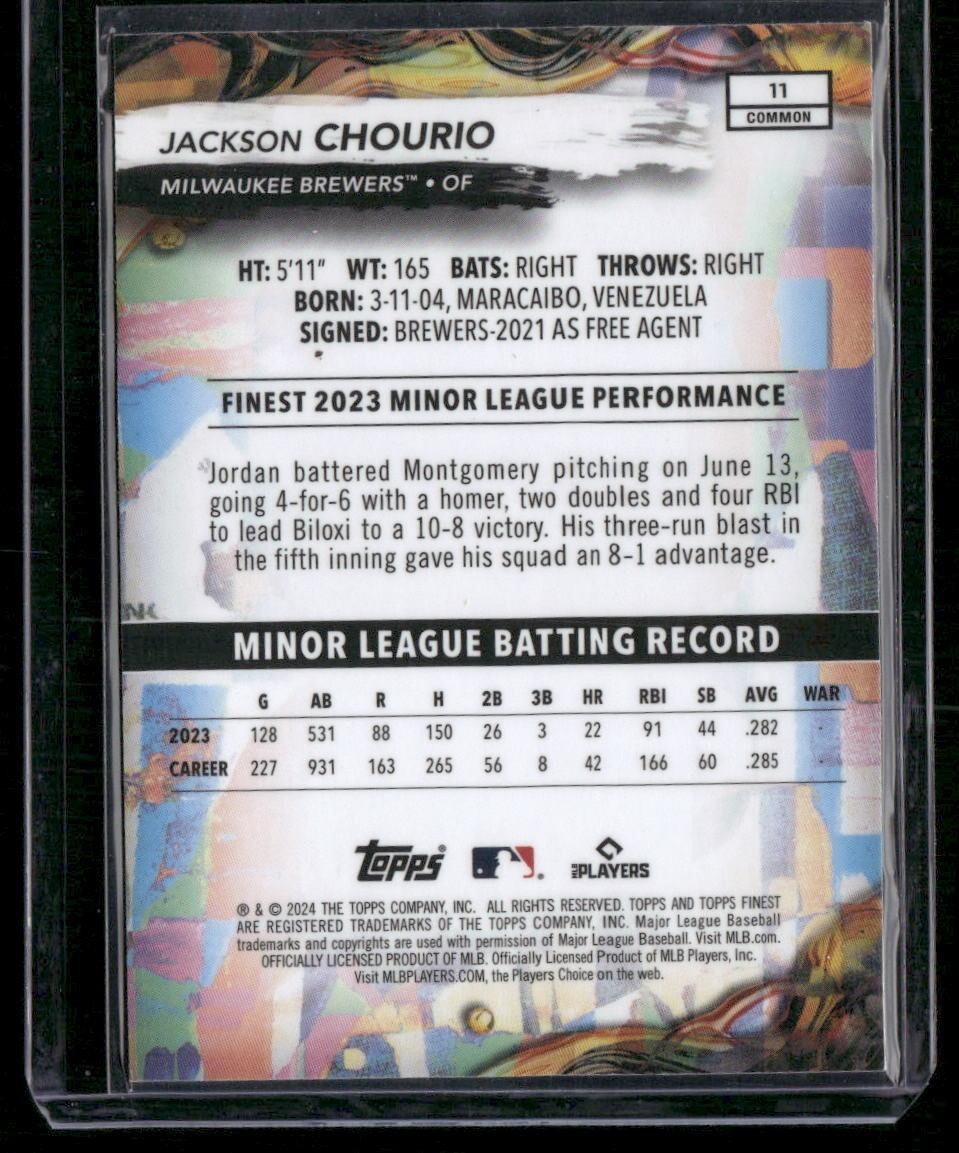 11
COMMON
JACKSON CHOURIO
MILWAUKEE BREWERS™ • OF
HT: 5'11" WT: 165 BATS: RIGHT THROWS: RIGHT
BORN: 3-11-04, MARACAIBO, VENEZUELA
SIGNED: BREWERS-2021 AS FREE AGENT
FINEST 2023 MINOR LEAGUE PERFORMANCE
Jordan battered Montgomery pitching on June 13,
going 4-for-6 with a homer, two doubles and four RBI
to lead Biloxi to a 10-8 victory. His three-run blast in
the fifth inning gave his squad an 8-1 advantage.
NK
MINOR LEAGUE BATTING RECORD
G AB R H 2B 3B HR RBI SB AVG WAR
2023 128 531 88 150 26 3 22 91 44 .282
CAREER 227 931 163 265 56 8 42 166 60 .285
Topps® MLB PLAYERS
® & © 2024 THE TOPPS COMPANY, INC. ALL RIGHTS RESERVED. TOPPS AND TOPPS FINEST
ARE REGISTERED TRADEMARKS OF THE TOPPS COMPANY, INC. Major League Baseball
trademarks and copyrights are used with permission of Major League Baseball. Visit MLB.com.
OFFICIALLY LICENSED PRODUCT OF MLB. Officially Licensed Product of MLB Players, Inc.
Visit MLBPLAYERS.COM, the Players Choice on the web.